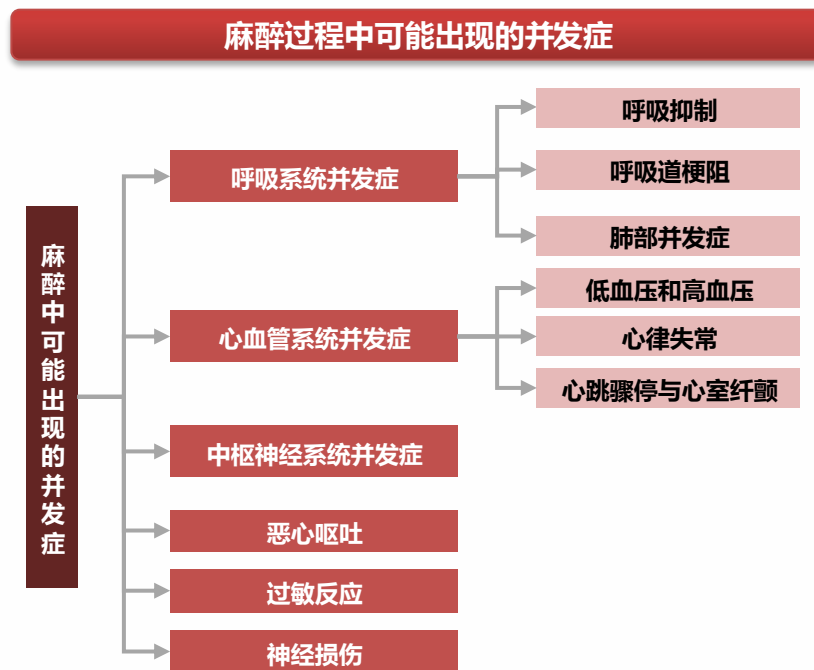 麻醉过程中可能出现的并发症
麻醉中可能出现的并发症
呼吸系统并发症
呼吸抑制
呼吸道梗阻
肺部并发症
心血管系统并发症
低血压和高血压
心律失常
心跳骤停与心室纤颤
中枢神经系统并发症
恶心呕吐
过敏反应
神经损伤